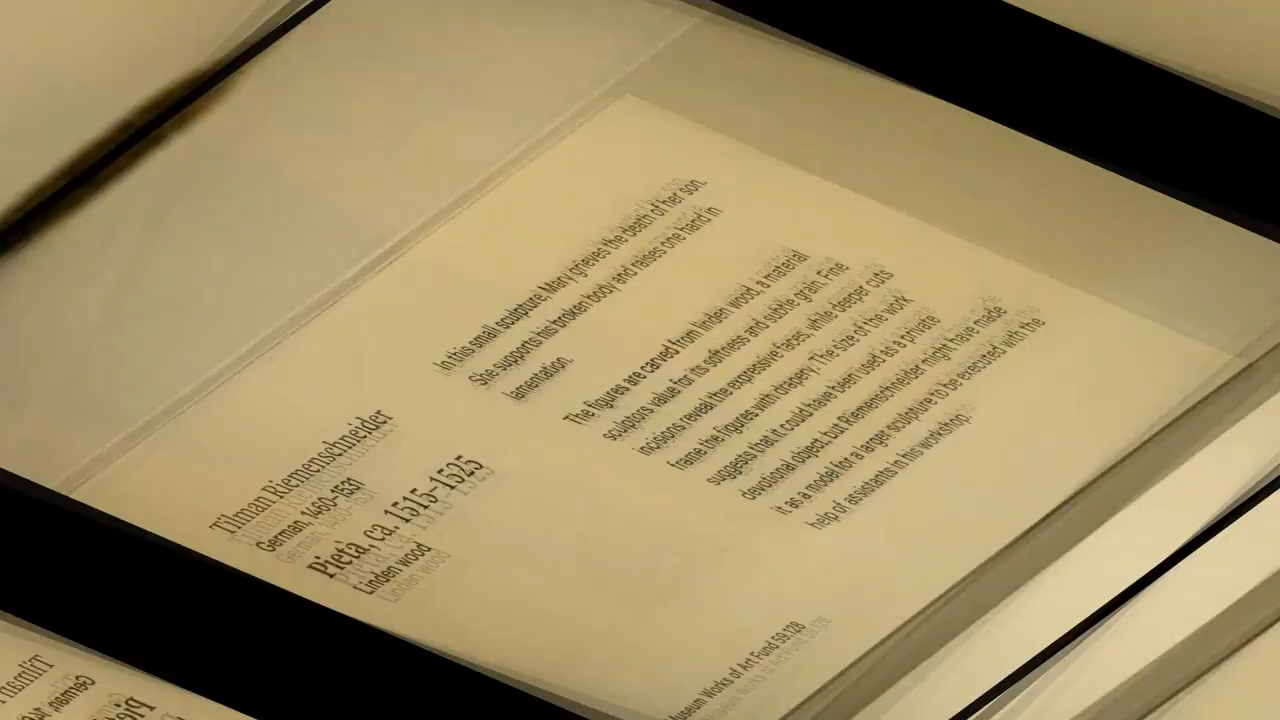 Tilman Riemenschneider
German, 1460-1531
Pietà, ca. 1515-1525
Linden wood
In this small sculpture, Mary grieves the death of her son.
She supports his broken body and raises one hand in
lamentation.
The figures are carved from linden wood, a material
sculptors value for its softness and subtle grain. Fine
incisions reveal the expressive faces, while deeper cuts
frame the figures with drapery. The size of the work
suggests that it could have been used as a private
devotional object, but Riemenschneider might have made
it as a model for a larger sculpture to be executed with the
help of assistants in his workshop.
Museum Works of Art Fund 59.128